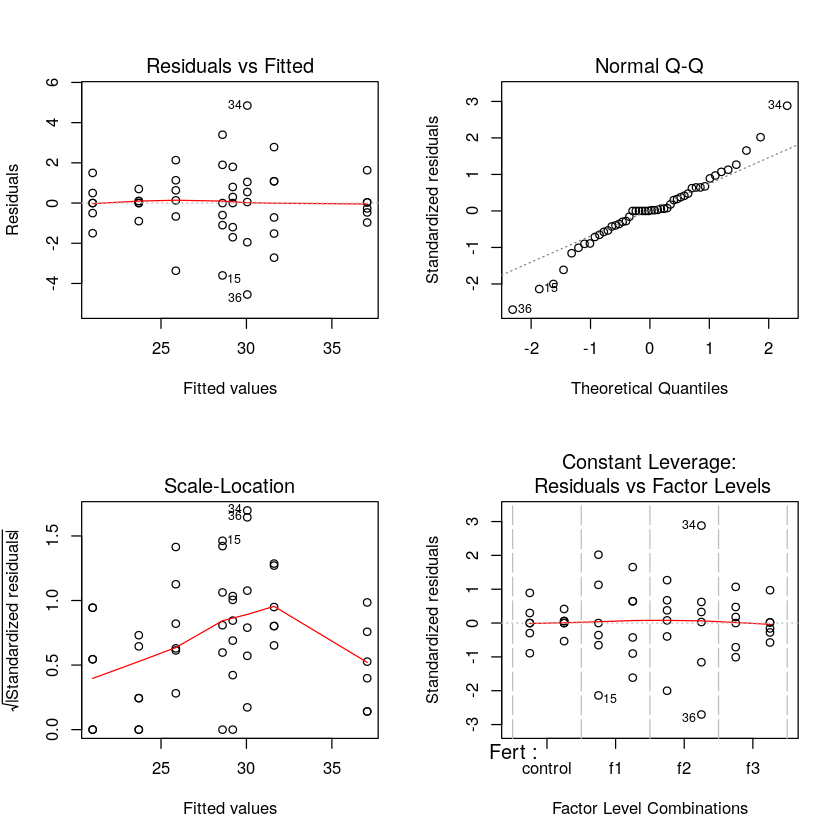 Residuals vs Fitted
34
15
36
-4
-2
0
2
4
6
25
30
35
Residuals
Fitted values
Normal Q-Q
34
15
36
-2
-1
0
1
2
3
-2
-1
0
1
2
Standardized residuals
Theoretical Quantiles
Scale-Location
34
36
15
0.0
0.5
1.0
1.5
25
30
35
√|Standardized residuals|
Fitted values
Constant Leverage:
Residuals vs Factor Levels
34
15
36
-3
-2
-1
0
1
2
3
Standardized residuals
Fert :
control
f1
f2
f3
Factor Level Combinations